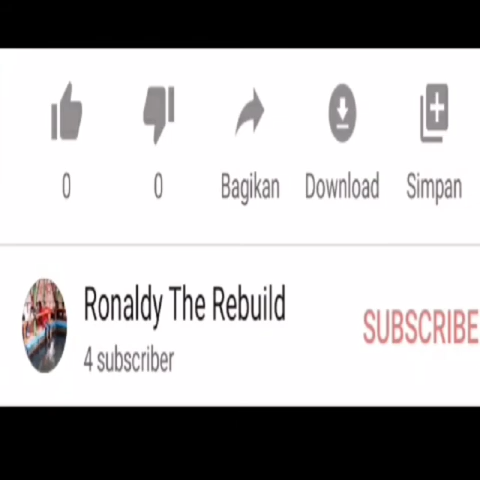 0 0 Bagikan Download Simpan
Ronaldy The Rebuild
SUBSCRIBE
4 subscriber